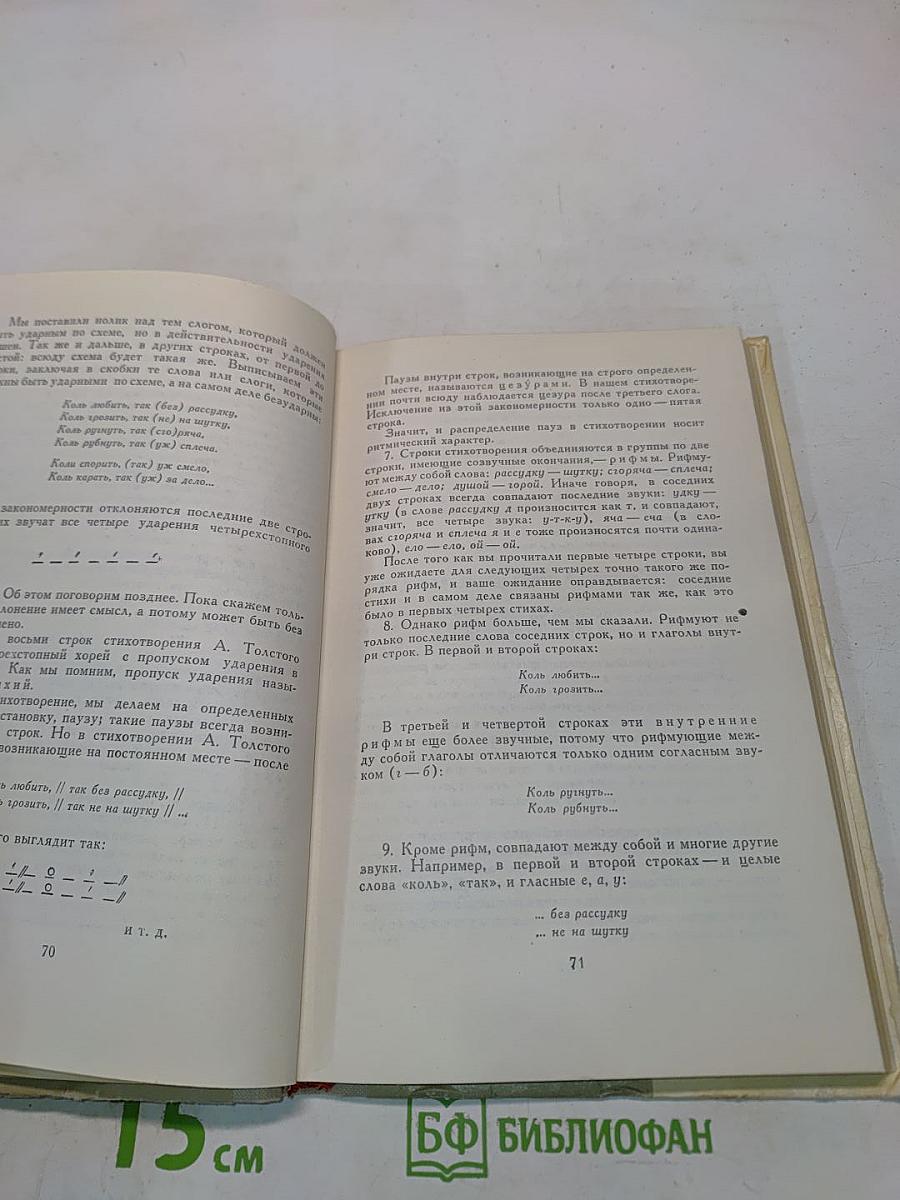 Мы поставили нолик над тем слогом, который должен
ть ударным по схеме, но в действительности ударения
шен. Так же и дальше, в других строках, от первой до
стой: всюду схема будет такая же. Выписываем эти
оки, заключая в скобки те слова или слоги, которые
жны быть ударными по схеме, а на самом деле безударны:
Коль любить, так (без) рассудку,
Коль грозить, так (не) на шутку,
Коль ругнуть, так (сго)ряча,
Коль рубнуть, так (уж) сплеча.
Коли спорить, (так) уж смело,
Коль карать, так (уж) за дело...
закономерности отклоняются последние две стро-
их звучат все четыре ударения четырехстопного
Об этом поговорим позднее. Пока скажем толь-
лонение имеет смысл, а потому может быть без
ено.
восьми строк стихотворения А. Толстого
рехстопный хорей с пропуском ударения в
Как мы помним, пропуск ударения назы-
хий.
ихотворение, мы делаем на определенных
становку, паузу; такие паузы всегда возни-
строк. Но в стихотворении А. Толстого
возникающие на постоянном месте — после
ь любить, // так без рассудку, //
ь грозить, // так не на шутку // ...
го выглядит так:
и т. д.
70
Паузы внутри строк, возникающие на строго определен-
ном месте, называются цезу́рами. В нашем стихотворе-
нии почти всюду наблюдается цезура после третьего слога.
Исключение из этой закономерности только одно — пятая
строка.
Значит, и распределение пауз в стихотворении носит
ритмический характер.
7. Строки стихотворения объединяются в группы по две
строки, имеющие созвучные окончания,— рифмы. Рифму-
ют между собой слова: рассудку — шутку; сгоряча — сплеча;
смело — дело; душой — горой. Иначе говоря, в соседних
двух строках всегда совпадают последние звуки: удку —
утку (в слове рассудку д произносится как т, и совпадают,
значит, все четыре звука: у-т-к-у), яча — еча (в сло-
вах сгоряча и сплеча я и е тоже произносятся почти одина-
ково), ело — ело, ой — ой.
После того как вы прочитали первые четыре строки, вы
уже ожидаете для следующих четырех точно такого же по-
рядка рифм, и ваше ожидание оправдывается: соседние
стихи и в самом деле связаны рифмами так же, как это
было в первых четырех стихах.
8. Однако рифм больше, чем мы сказали. Рифмуют не
только последние слова соседних строк, но и глаголы внут-
ри строк. В первой и второй строках:
Коль любить...
Коль грозить...
В третьей и четвертой строках эти внутренние
рифмы еще более звучные, потому что рифмующие меж-
ду собой глаголы отличаются только одним согласным зву-
ком (г — б):
Коль ругнуть...
Коль рубнуть...
9. Кроме рифм, совпадают между собой и многие другие
звуки. Например, в первой и второй строках — и целые
слова «коль», «так», и гласные е, а, у:
... без рассудку
... не на шутку
71
15 см
БФ БИБЛИОФАН